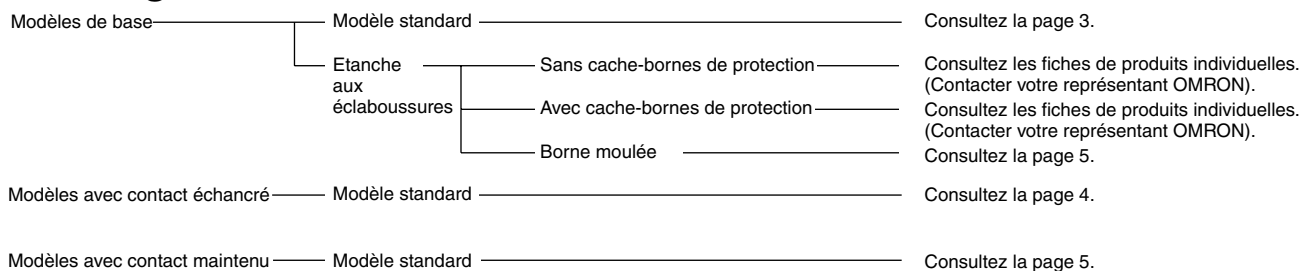 Modèles de base
Modèle standard
Consultez la page 3.
Etanche
aux
éclaboussures
Sans cache-bornes de protection
Consultez les fiches de produits individuelles.
(Contacter votre représentant OMRON).
Avec cache-bornes de protection
Consultez les fiches de produits individuelles.
(Contacter votre représentant OMRON).
Borne moulée
Consultez la page 5.
Modèles avec contact échancré
Modèle standard
Consultez la page 4.
Modèles avec contact maintenu
Modèle standard
Consultez la page 5.